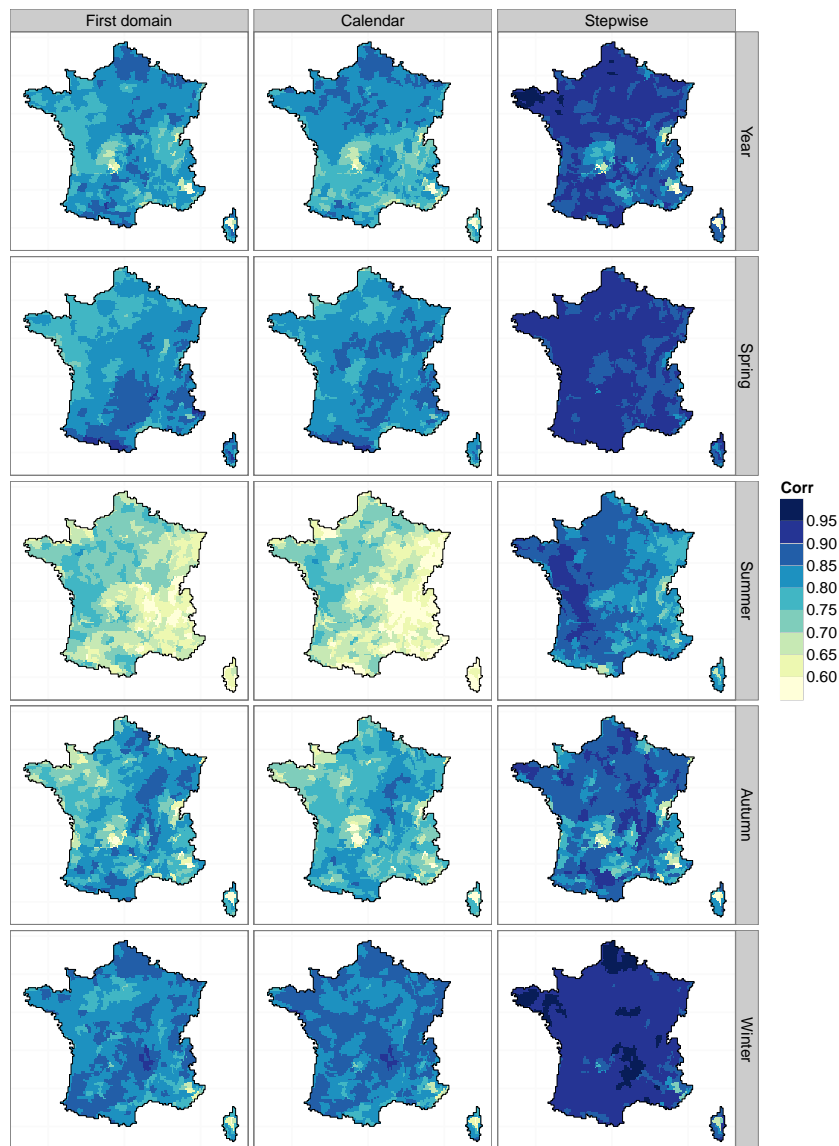 First domain Calendar Stepwise
Year
Spring
Summer
Autumn
Winter
Corr
0.95
0.90
0.85
0.80
0.75
0.70
0.65
0.60